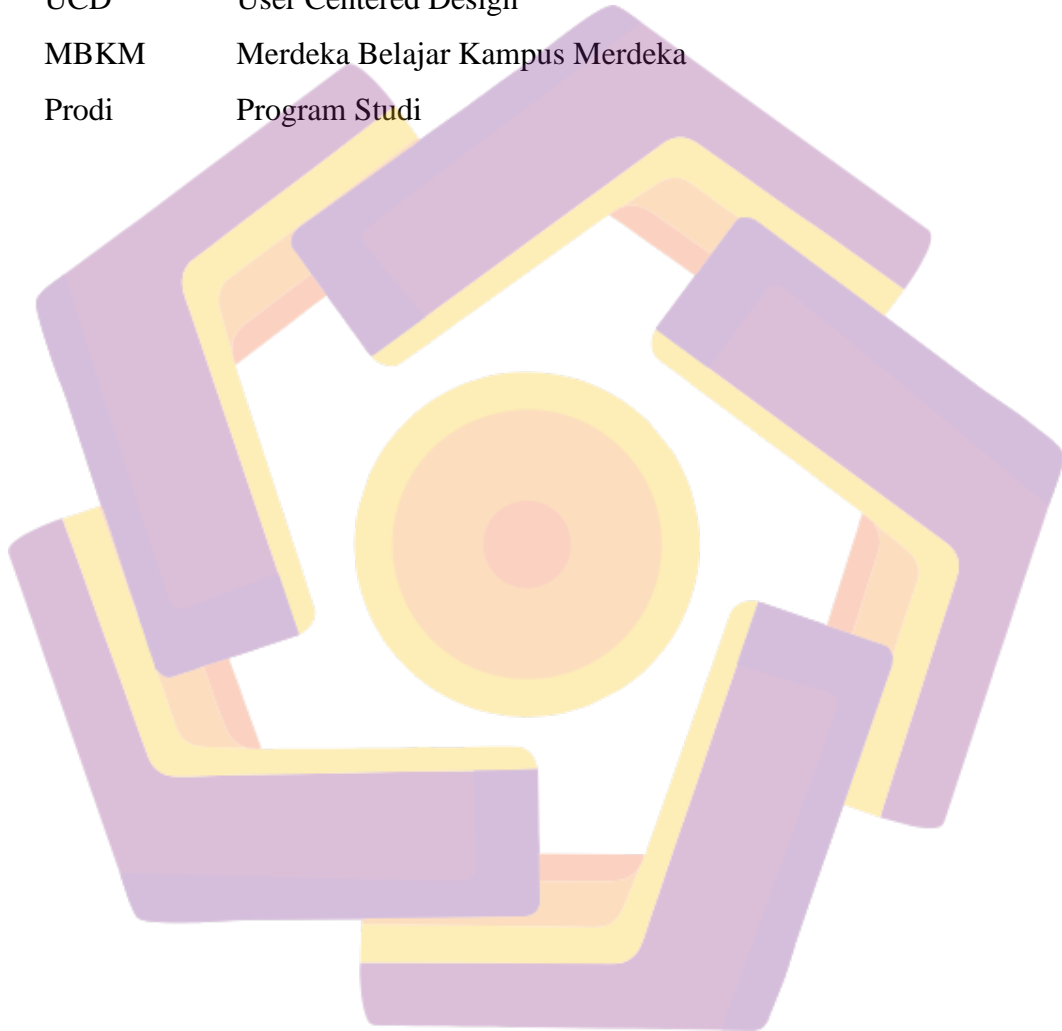 UCD User Centered Design
MBKM Merdeka Belajar Kampus Merdeka
Prodi Program Studi